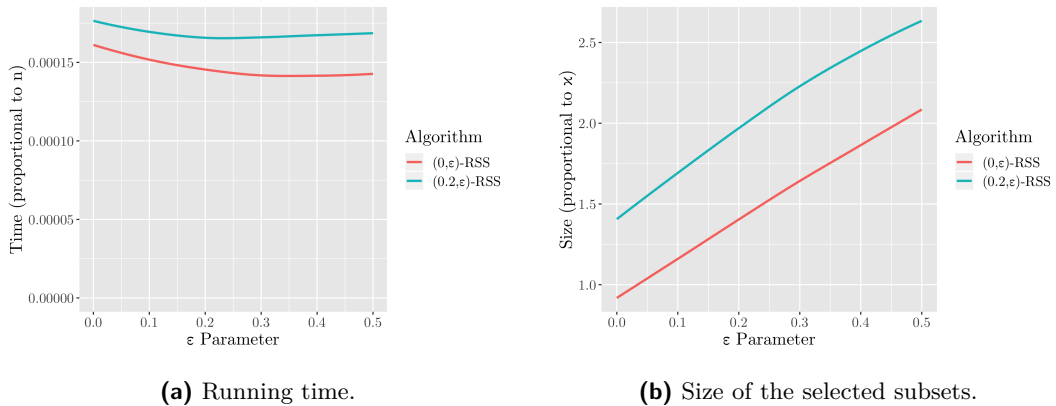 Time (proportional to n)
0.00015
0.00010
0.00005
0.00000
0.0 0.1 0.2 0.3 0.4 0.5
ε Parameter
Algorithm
(0,ε)-RSS
(0.2,ε)-RSS
(a) Running time.
Size (proportional to ϰ)
2.5
2.0
1.5
1.0
0.0 0.1 0.2 0.3 0.4 0.5
ε Parameter
Algorithm
(0,ε)-RSS
(0.2,ε)-RSS
(b) Size of the selected subsets.